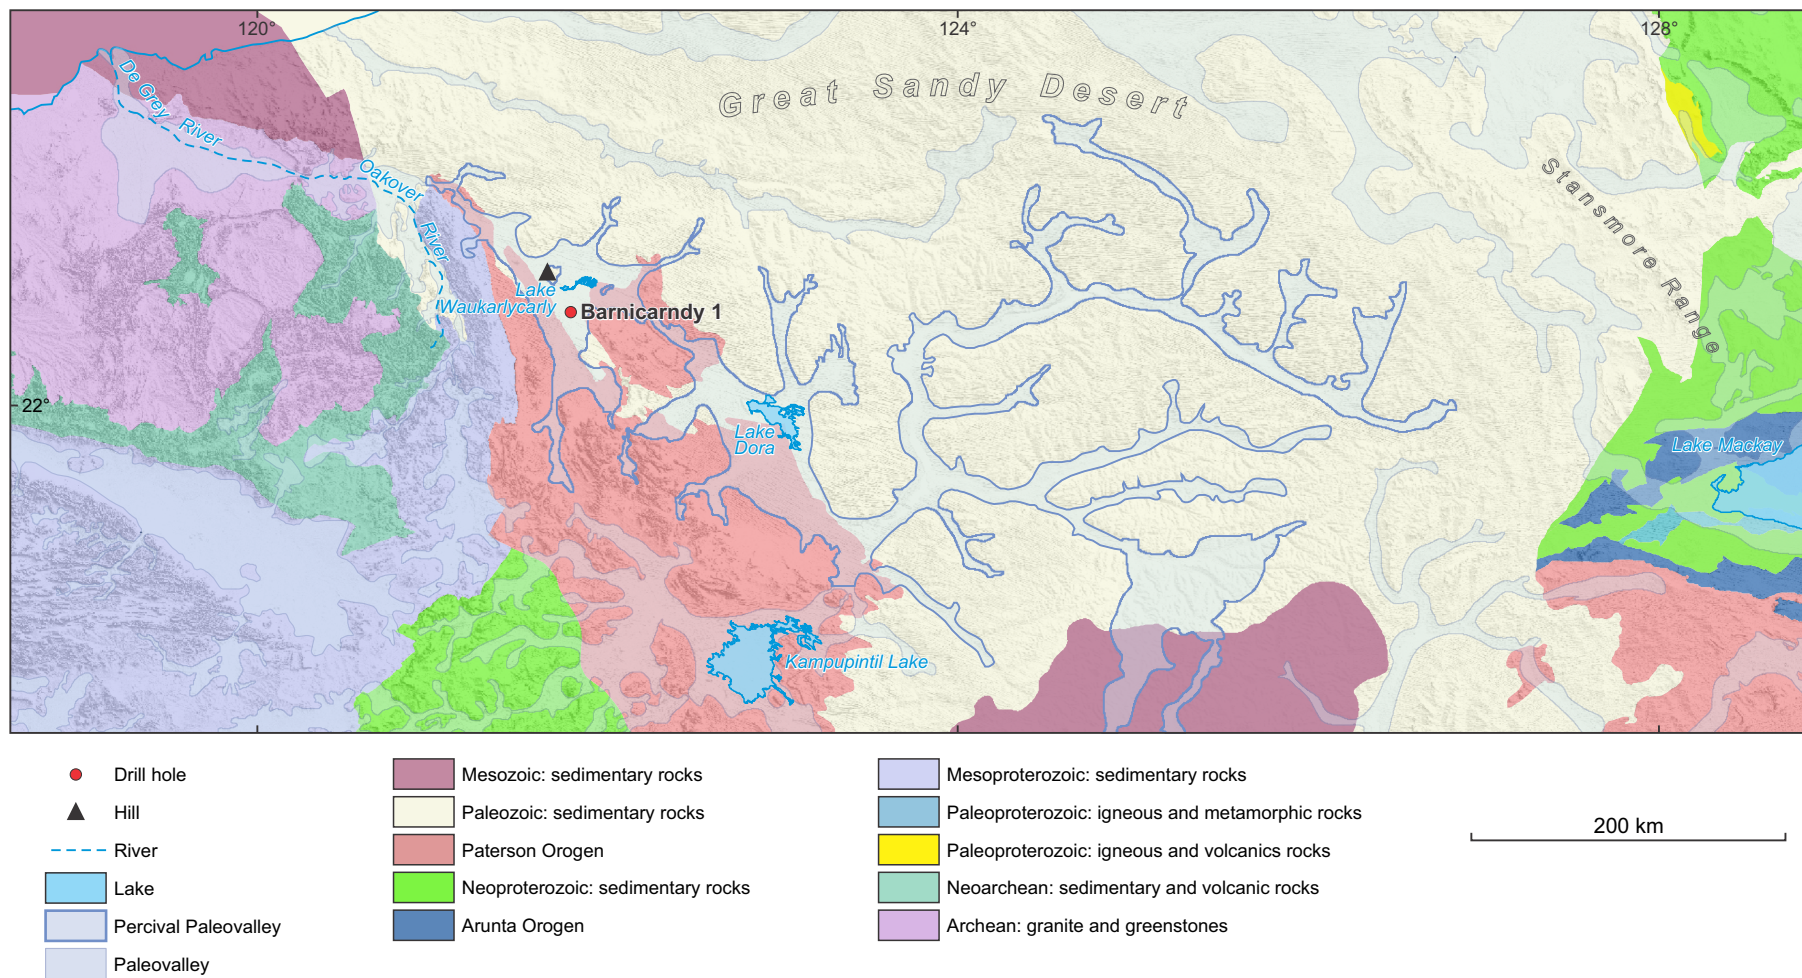 120°
124°
128°
De Grey River
Great Sandy Desert
Oakover River
Stansmore Range
Lake
Waukarlycarly
Barnicarndy 1
22°
Lake
Dora
Lake Mackay
Kampupintil Lake
Drill hole
Hill
River
Lake
Percival Paleovalley
Paleovalley
Mesozoic: sedimentary rocks
Paleozoic: sedimentary rocks
Paterson Orogen
Neoproterozoic: sedimentary rocks
Arunta Orogen
Mesoproterozoic: sedimentary rocks
Paleoproterozoic: igneous and metamorphic rocks
Paleoproterozoic: igneous and volcanics rocks
Neoarchean: sedimentary and volcanic rocks
Archean: granite and greenstones
200 km